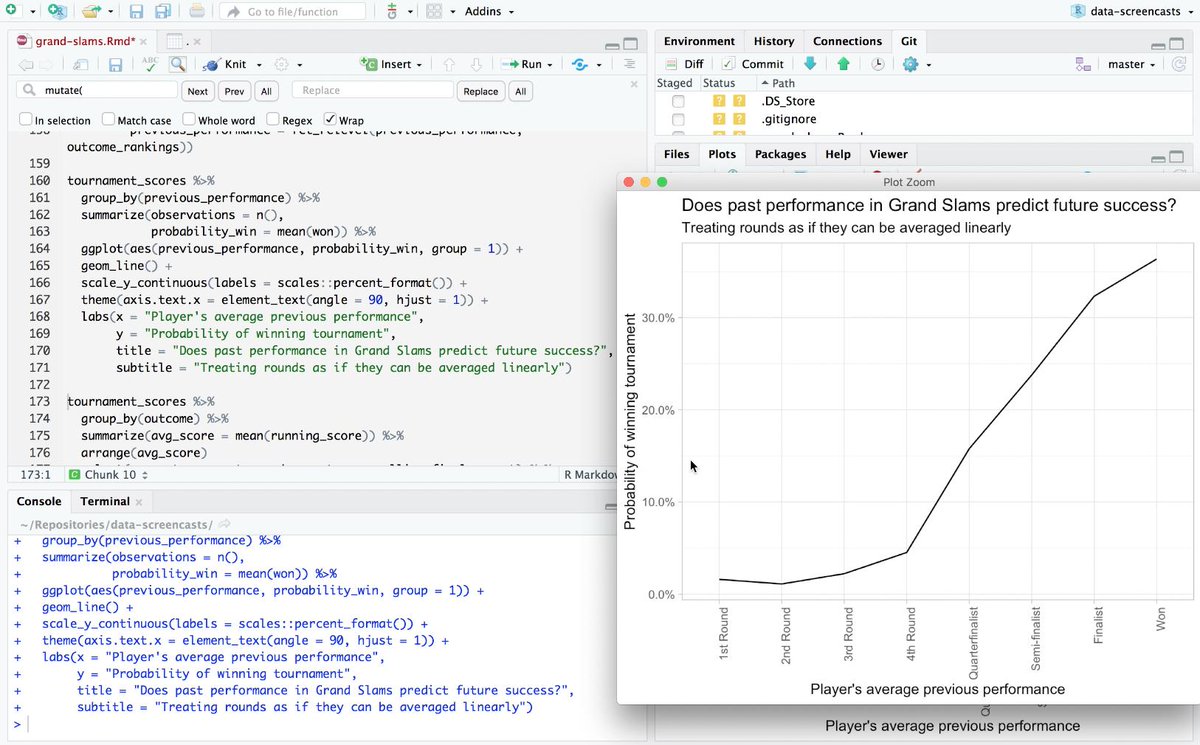 Go to file/function
Addins
data-screencasts
grand-slams.Rmd*
.
ABC
Knit
Insert
Run
mutate(
Next
Prev
All
Replace
Replace
All
In selection
Match case
Whole word
Regex
Wrap
outcome_rankings))
159
160 tournament_scores %>%
161 group_by(previous_performance) %>%
162 summarize(observations = n(),
163 probability_win = mean(won)) %>%
164 ggplot(aes(previous_performance, probability_win, group = 1)) +
165 geom_line() +
166 scale_y_continuous(labels = scales::percent_format()) +
167 theme(axis.text.x = element_text(angle = 90, hjust = 1)) +
168 labs(x = "Player's average previous performance",
169 y = "Probability of winning tournament",
170 title = "Does past performance in Grand Slams predict future success?",
171 subtitle = "Treating rounds as if they can be averaged linearly")
172
173 tournament_scores %>%
174 group_by(outcome) %>%
175 summarize(avg_score = mean(running_score)) %>%
176 arrange(avg_score)
173:1
Chunk 10
R Markdow
Console
Terminal
~/Repositories/data-screencasts/
+ group_by(previous_performance) %>%
+ summarize(observations = n(),
+ probability_win = mean(won)) %>%
+ ggplot(aes(previous_performance, probability_win, group = 1)) +
+ geom_line() +
+ scale_y_continuous(labels = scales::percent_format()) +
+ theme(axis.text.x = element_text(angle = 90, hjust = 1)) +
+ labs(x = "Player's average previous performance",
+ y = "Probability of winning tournament",
+ title = "Does past performance in Grand Slams predict future success?",
+ subtitle = "Treating rounds as if they can be averaged linearly")
>
Environment
History
Connections
Git
Diff
Commit
master
Staged
Status
Path
.DS_Store
.gitignore
Files
Plots
Packages
Help
Viewer
Plot Zoom
Does past performance in Grand Slams predict future success?
Treating rounds as if they can be averaged linearly
Probability of winning tournament
30.0%
20.0%
10.0%
0.0%
1st Round
2nd Round
3rd Round
4th Round
Quarterfinalist
Semi-finalist
Finalist
Won
Player's average previous performance
Player's average previous performance